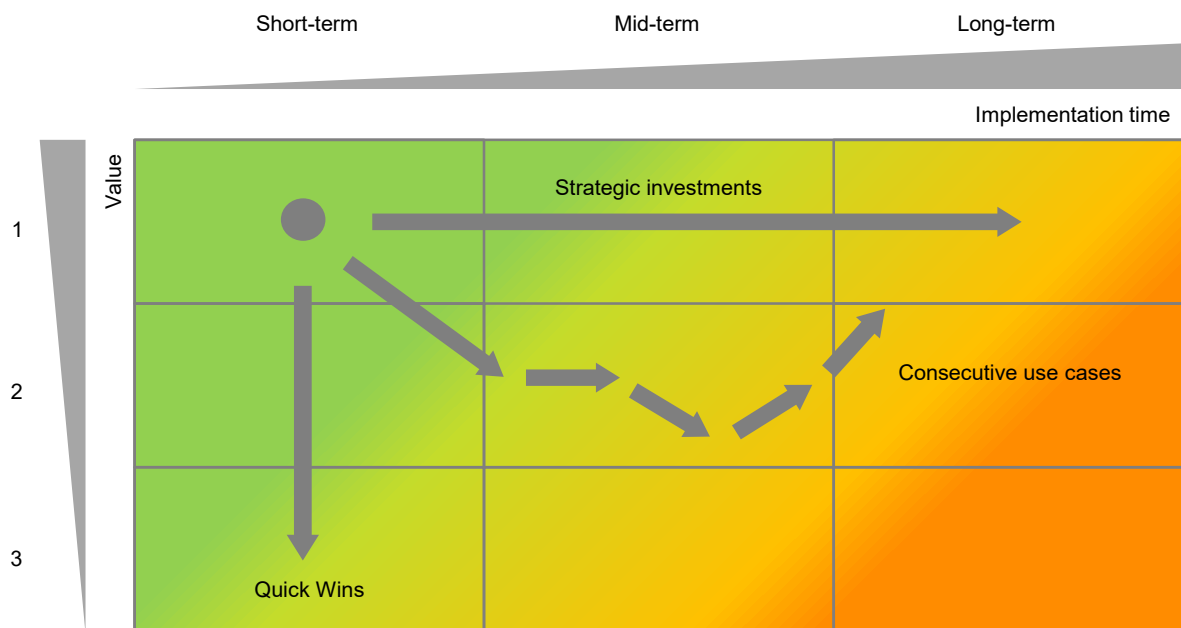 Short-term
Mid-term
Long-term
Implementation time
Value
1
Strategic investments
2
Consecutive use cases
3
Quick Wins